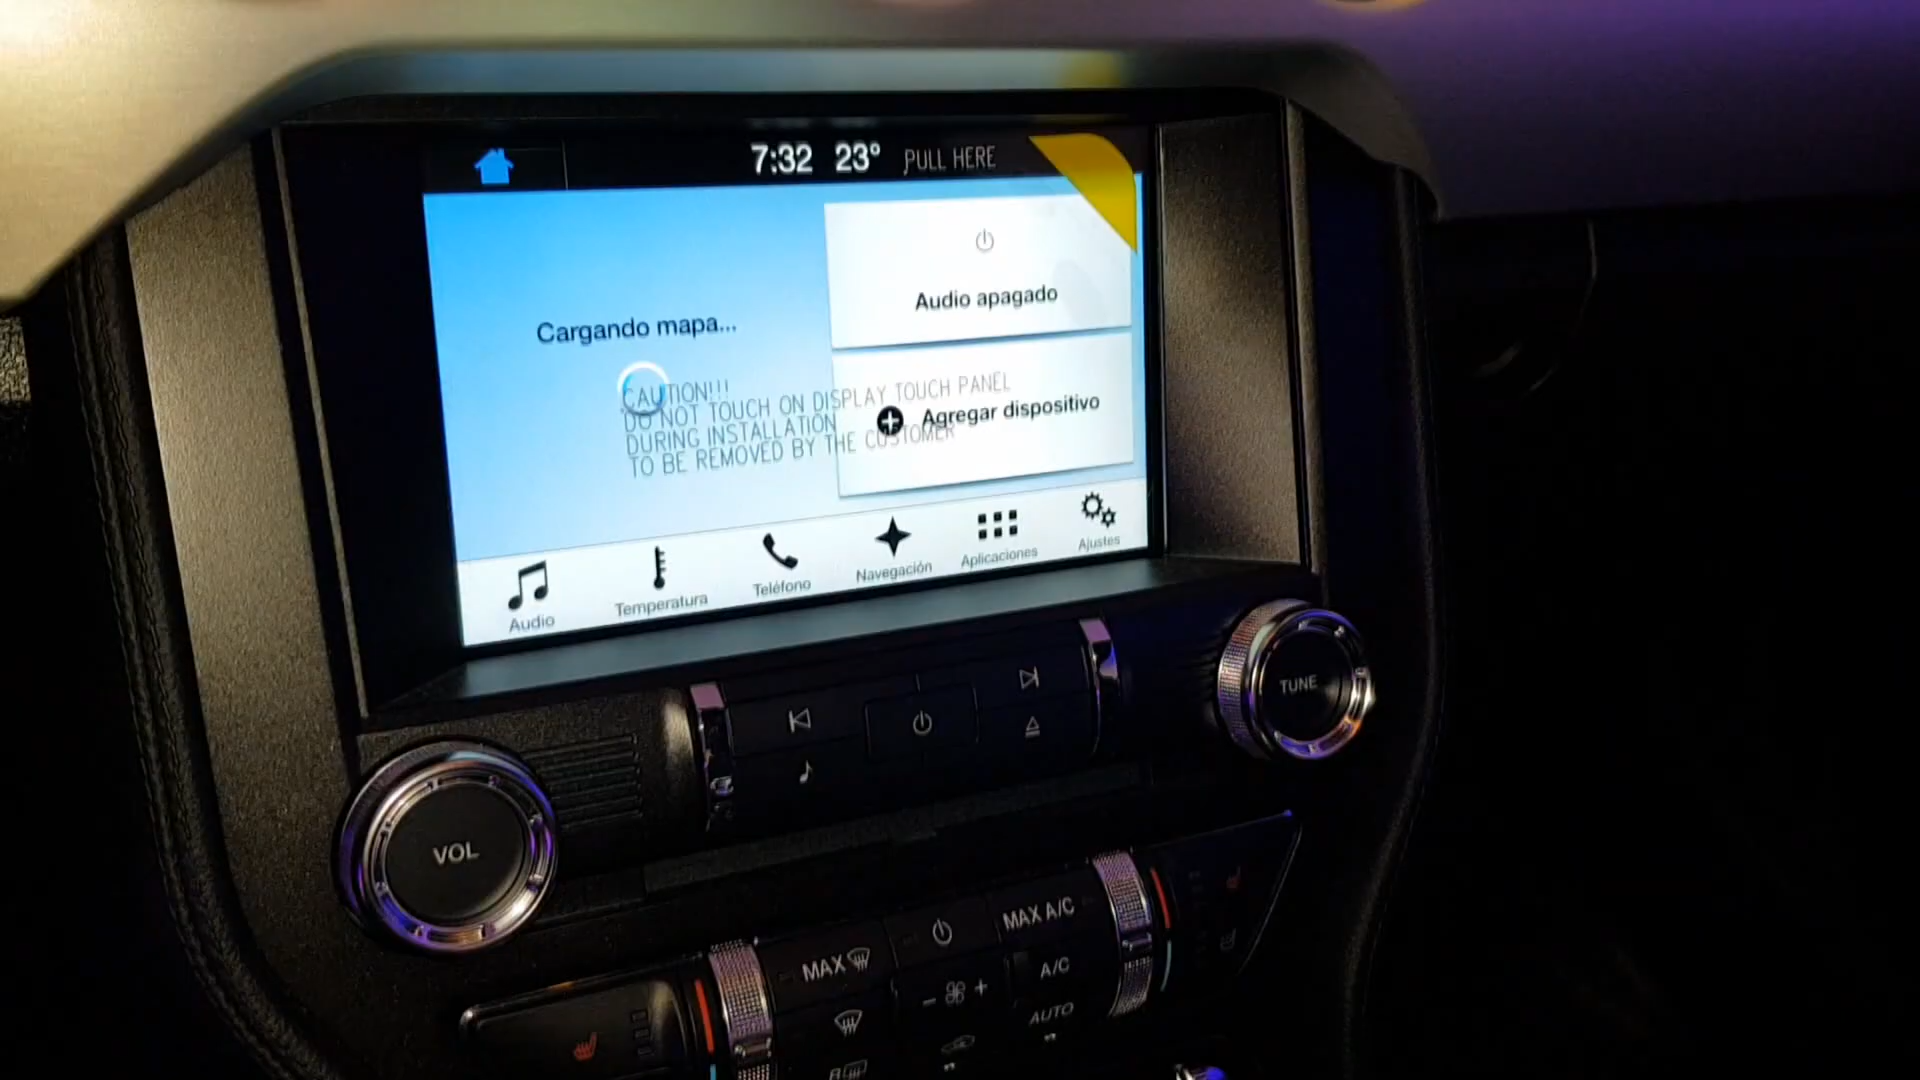 7:32 23° PULL HERE
Audio apagado
Cargando mapa...
CAUTION!!!
DO NOT TOUCH ON DISPLAY TOUCH PANEL
DURING INSTALLATION
TO BE REMOVED BY THE CUSTOMER
Agregar dispositivo
Audio
Temperatura
Teléfono
Navegación
Aplicaciones
Ajustes
TUNE
VOL
MAX A/C
MAX
A/C
- +
AUTO
R